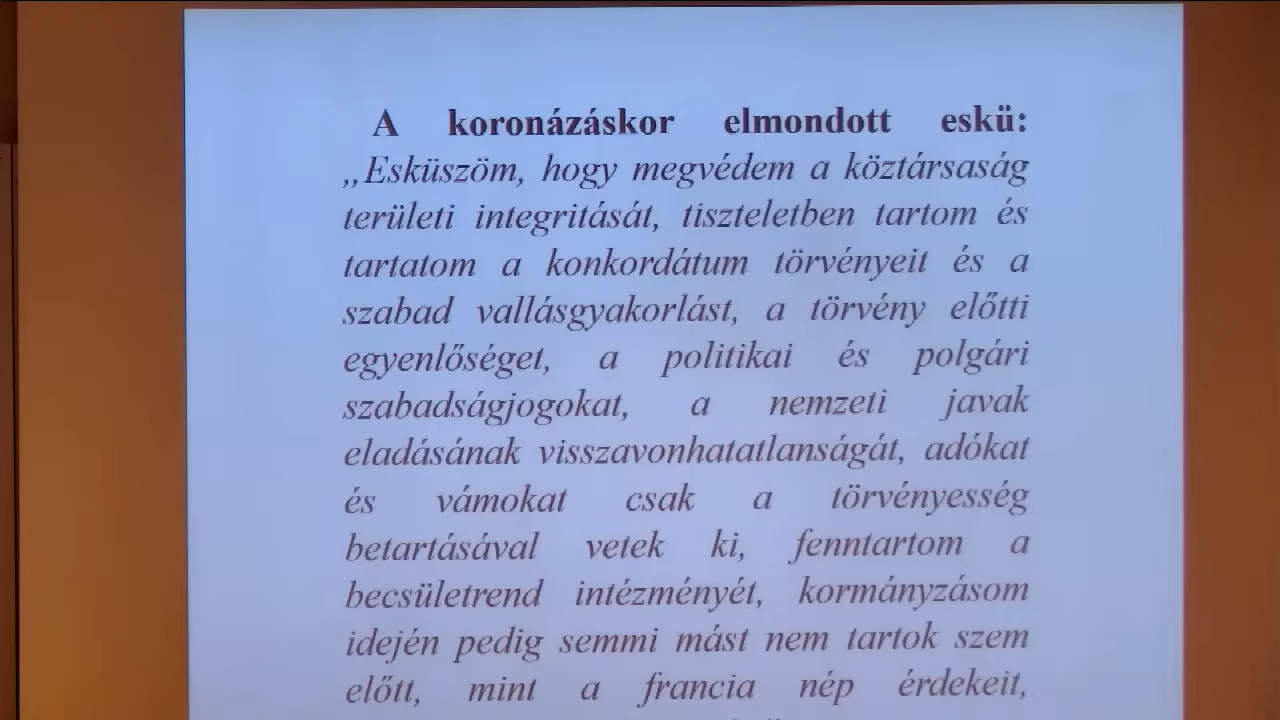 A koronázáskor elmondott eskü:
„Esküszöm, hogy megvédem a köztársaság
területi integritását, tiszteletben tartom és
tartatom a konkordátum törvényeit és a
szabad vallásgyakorlást, a törvény előtti
egyenlőséget, a politikai és polgári
szabadságjogokat, a nemzeti javak
eladásának visszavonhatatlanságát, adókat
és vámokat csak a törvényesség
betartásával vetek ki, fenntartom a
becsületrend intézményét, kormányzásom
idején pedig semmi mást nem tartok szem
előtt, mint a francia nép érdekeit,